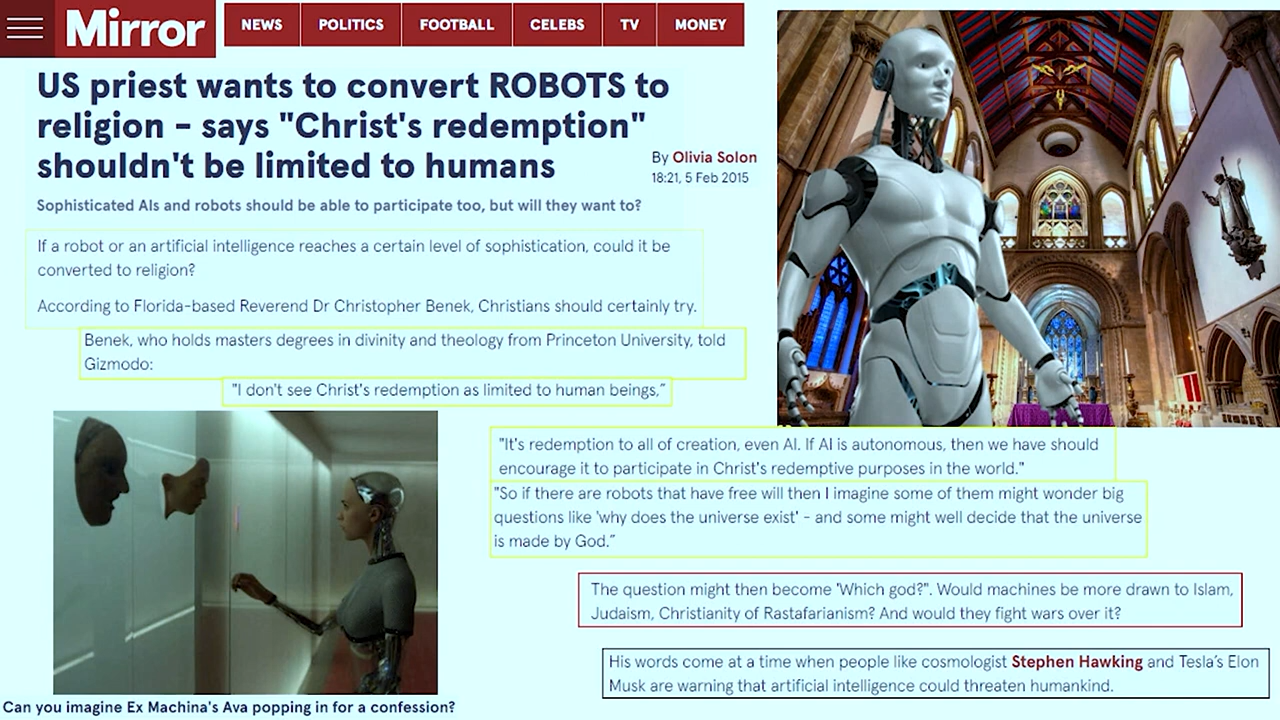 Mirror
NEWS
POLITICS
FOOTBALL
CELEBS
TV
MONEY
US priest wants to convert ROBOTS to
religion - says "Christ's redemption"
shouldn't be limited to humans
By Olivia Solon
18:21, 5 Feb 2015
Sophisticated AIs and robots should be able to participate too, but will they want to?
If a robot or an artificial intelligence reaches a certain level of sophistication, could it be
converted to religion?
According to Florida-based Reverend Dr Christopher Benek, Christians should certainly try.
Benek, who holds masters degrees in divinity and theology from Princeton University, told
Gizmodo:
"I don't see Christ's redemption as limited to human beings,"
"It's redemption to all of creation, even AI. If AI is autonomous, then we have should
encourage it to participate in Christ's redemptive purposes in the world."
"So if there are robots that have free will then I imagine some of them might wonder big
questions like 'why does the universe exist' - and some might well decide that the universe
is made by God."
The question might then become "Which god?". Would machines be more drawn to Islam,
Judaism, Christianity of Rastafarianism? And would they fight wars over it?
His words come at a time when people like cosmologist Stephen Hawking and Tesla's Elon
Musk are warning that artificial intelligence could threaten humankind.
Can you imagine Ex Machina's Ava popping in for a confession?